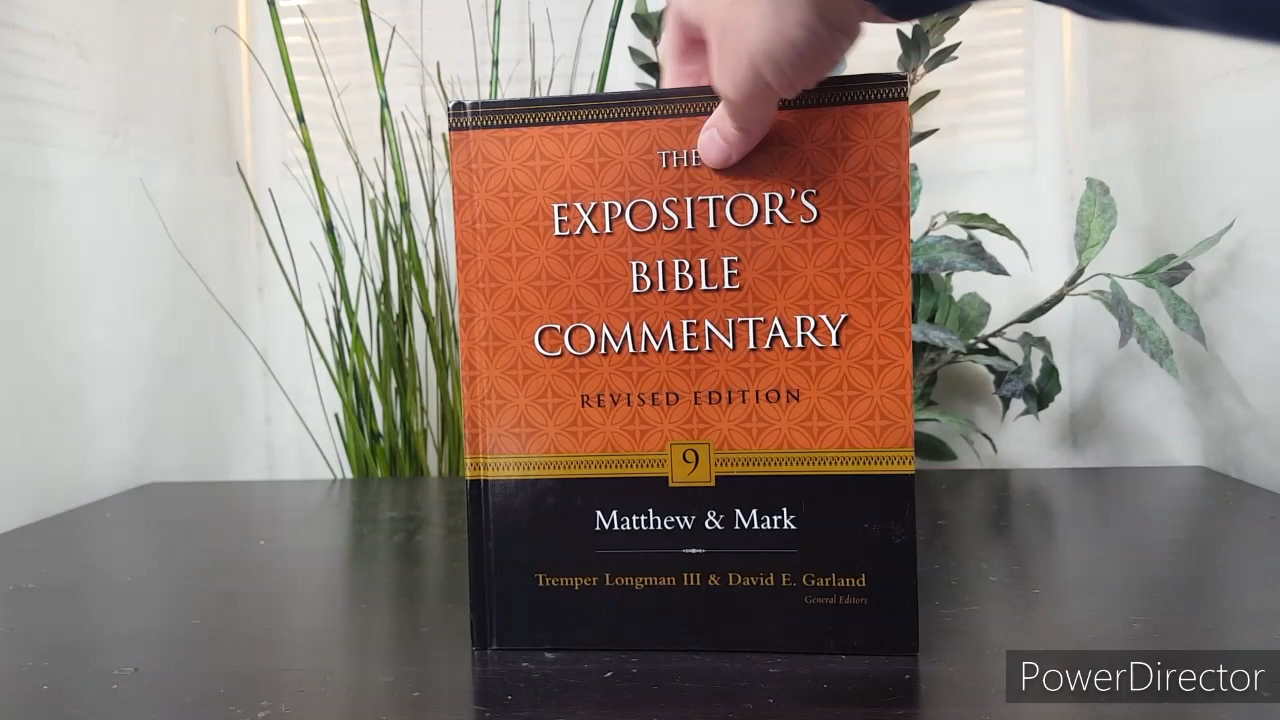 THE
EXPOSITOR'S
BIBLE
COMMENTARY
REVISED EDITION
9
Matthew & Mark
Tremper Longman III & David E. Garland
General Editors
PowerDirector